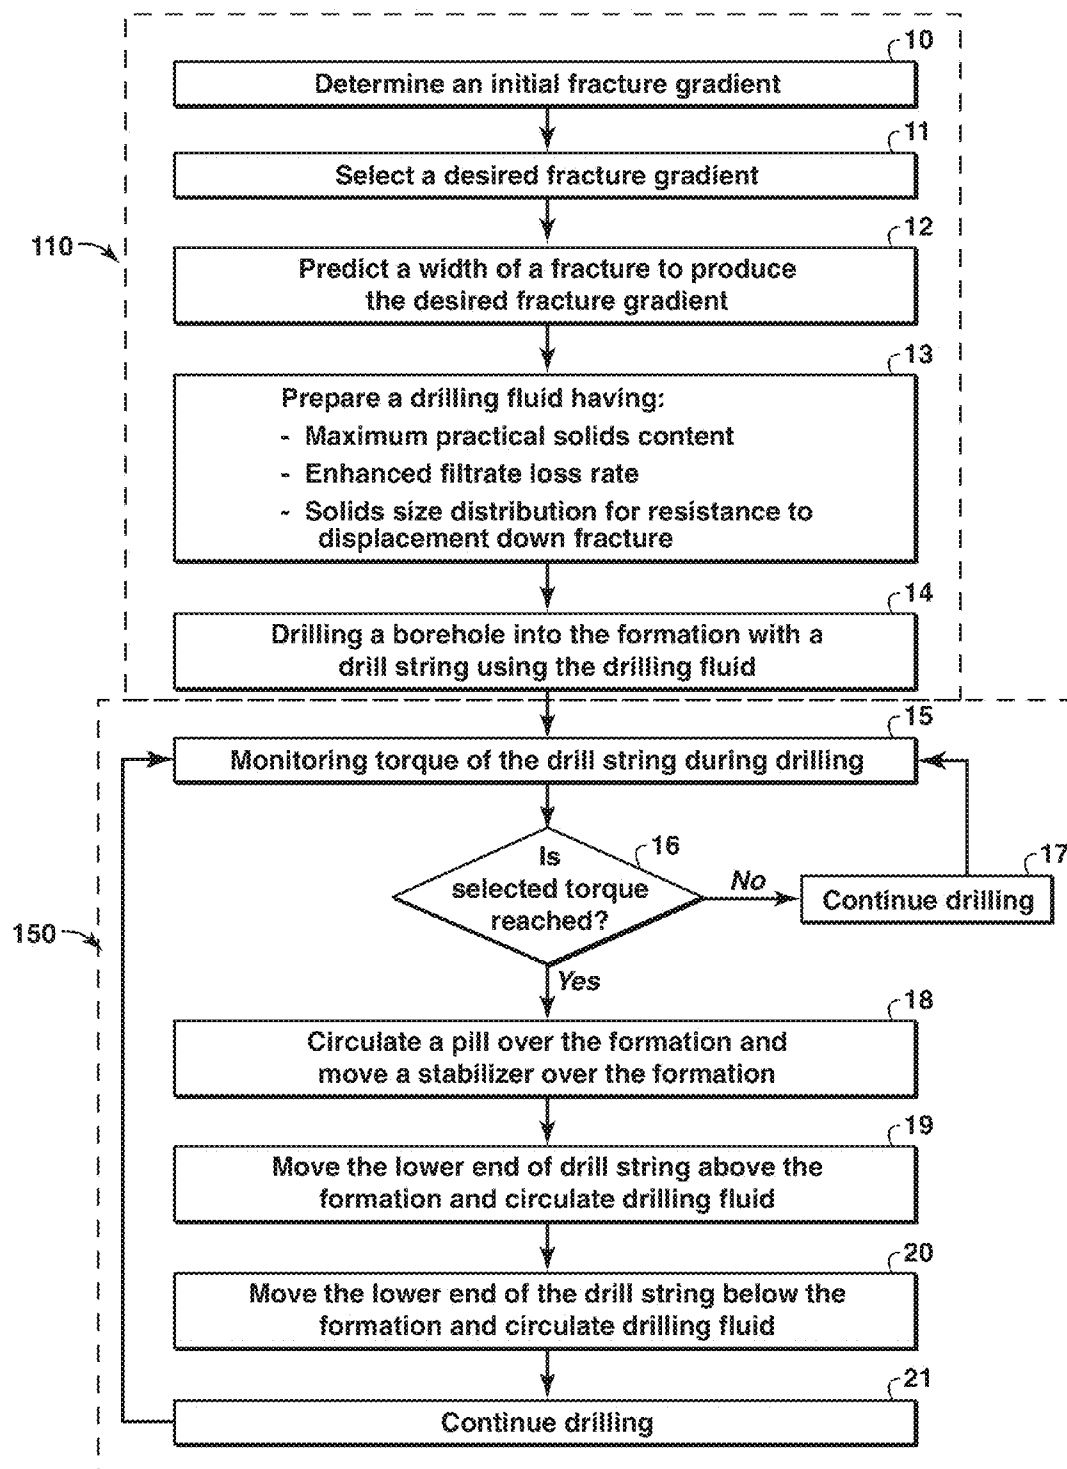 10
Determine an initial fracture gradient
11
Select a desired fracture gradient
110
12
Predict a width of a fracture to produce
the desired fracture gradient
13
Prepare a drilling fluid having:
- Maximum practical solids content
- Enhanced filtrate loss rate
- Solids size distribution for resistance to
displacement down fracture
14
Drilling a borehole into the formation with a
drill string using the drilling fluid
15
Monitoring torque of the drill string during drilling
16
Is
selected torque
reached?
No
17
Continue drilling
150
Yes
18
Circulate a pill over the formation and
move a stabilizer over the formation
19
Move the lower end of drill string above the
formation and circulate drilling fluid
20
Move the lower end of the drill string below the
formation and circulate drilling fluid
21
Continue drilling